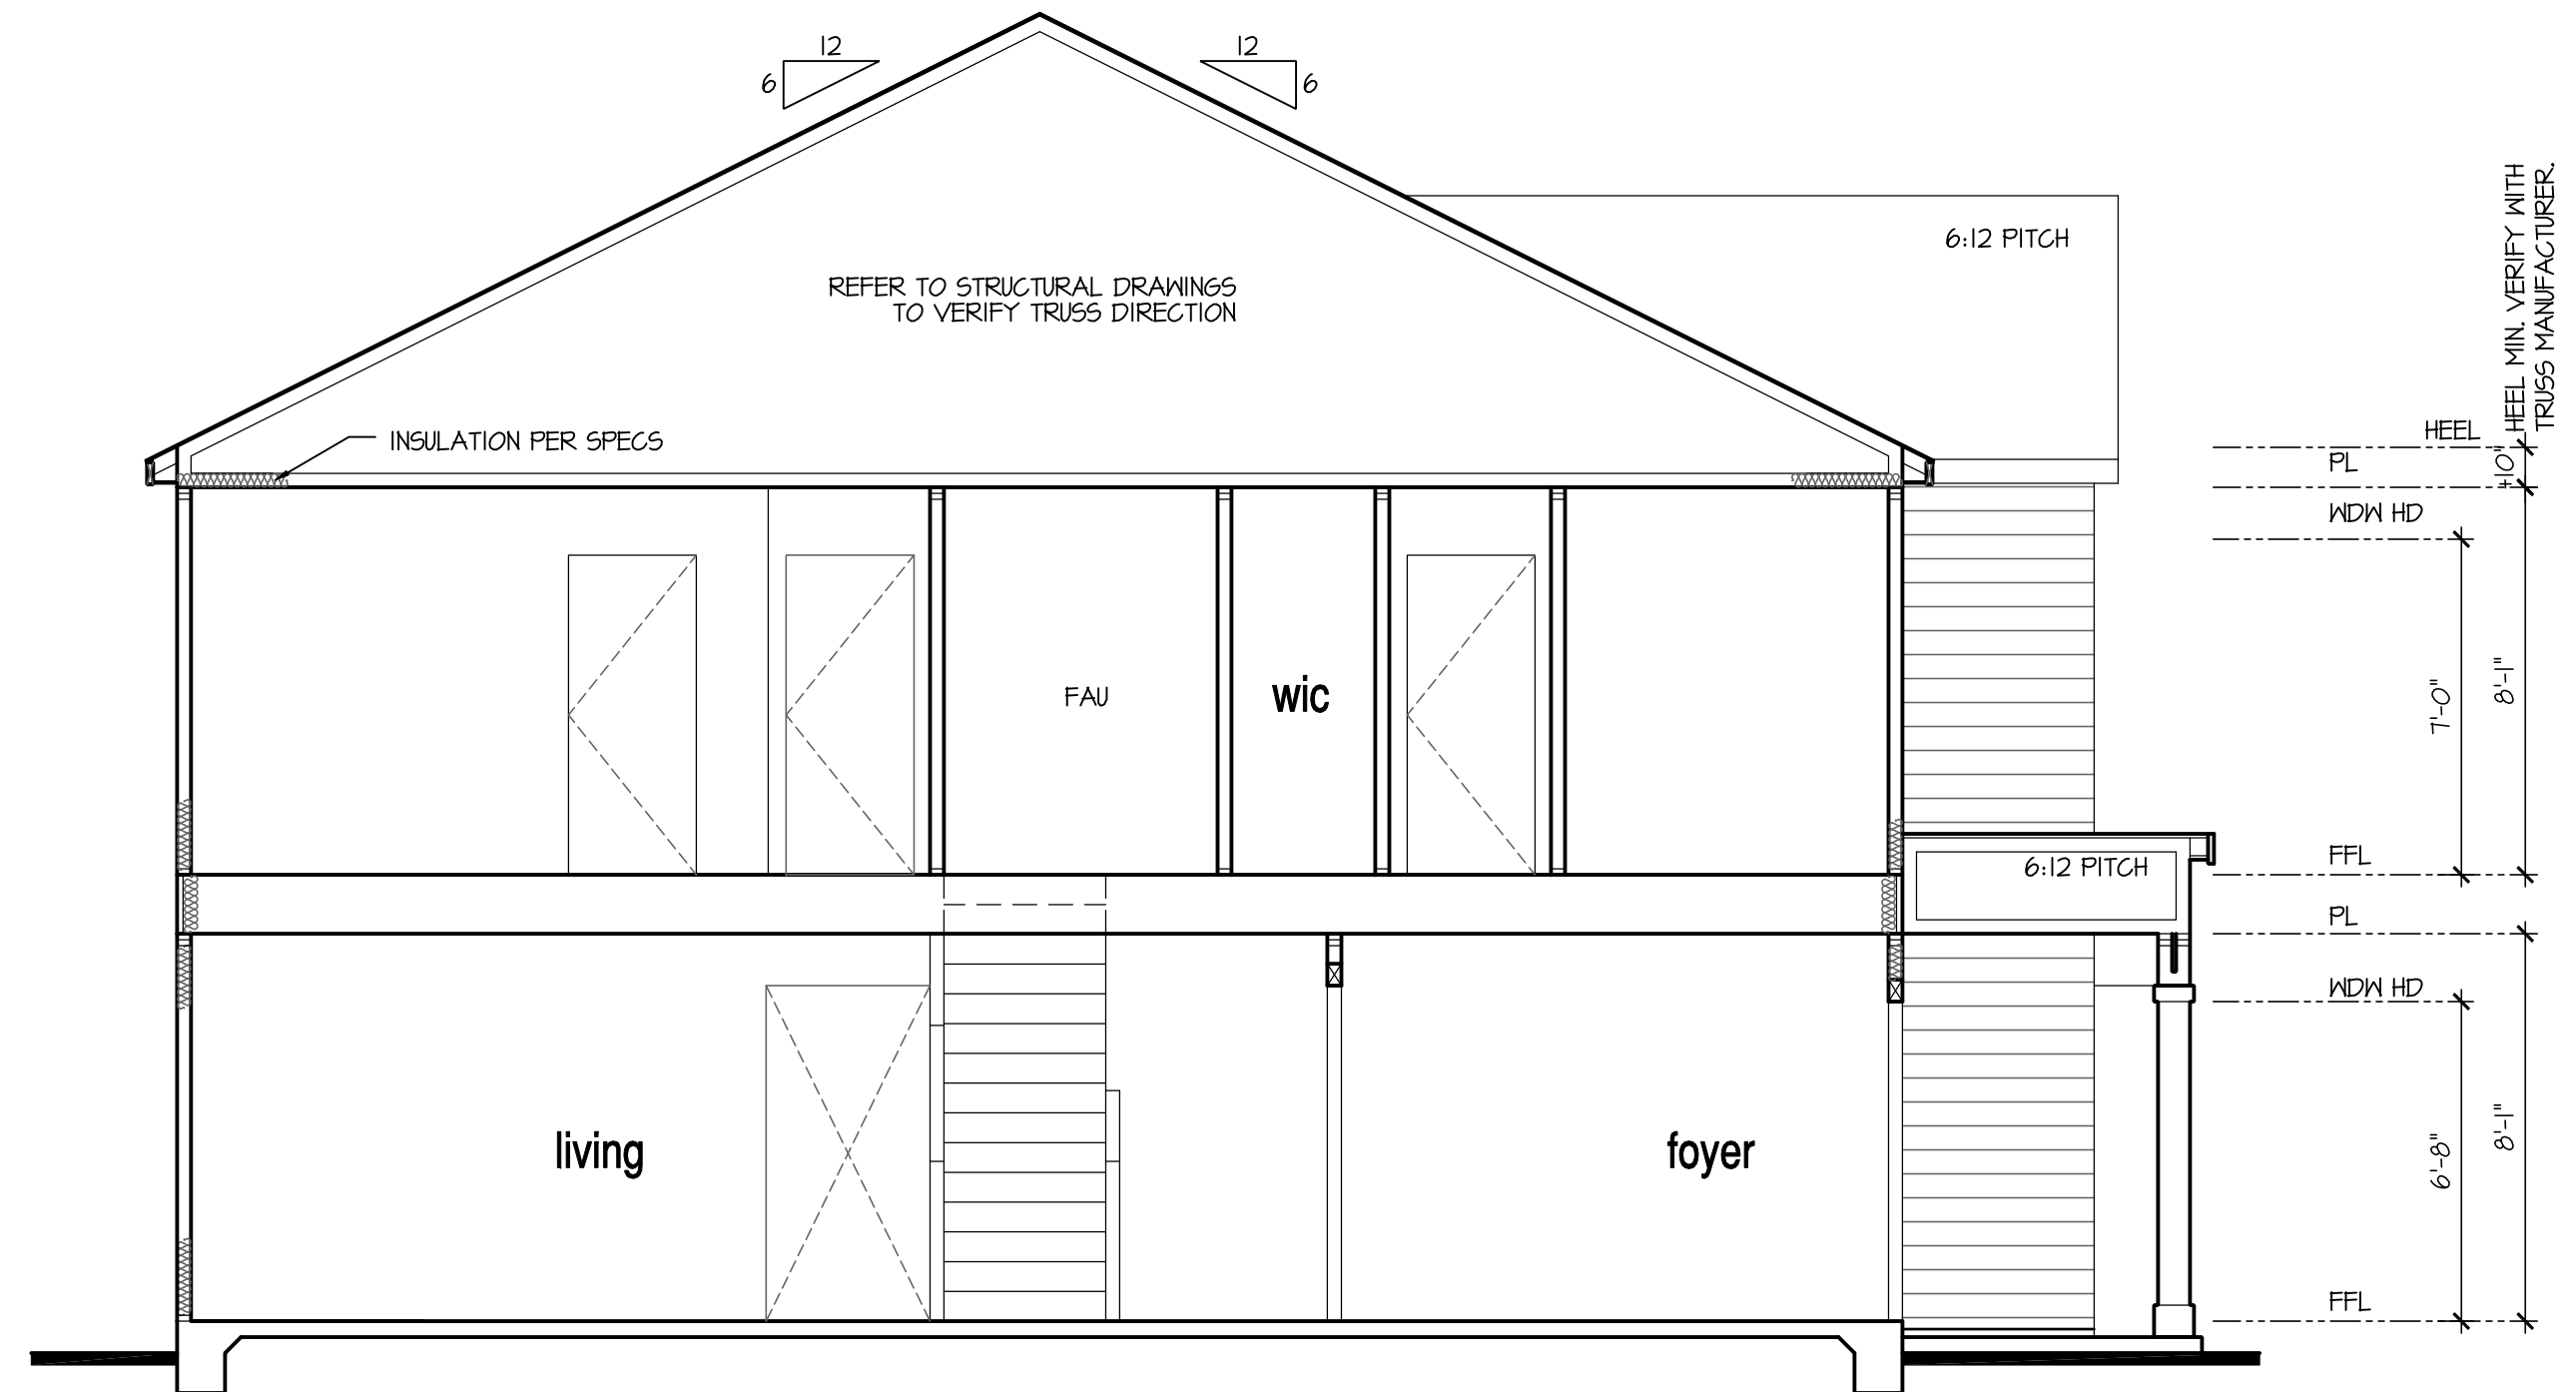 12
6
12
6
6:12 PITCH
HEEL MIN. VERIFY WITH
TRUSS MANUFACTURER.
REFER TO STRUCTURAL DRAWINGS
TO VERIFY TRUSS DIRECTION
INSULATION PER SPECS
HEEL
PL
±10"
WDW HD
FAU
wic
7'-0"
8'-1"
6:12 PITCH
FFL
PL
WDW HD
living
foyer
6'-8"
8'-1"
FFL